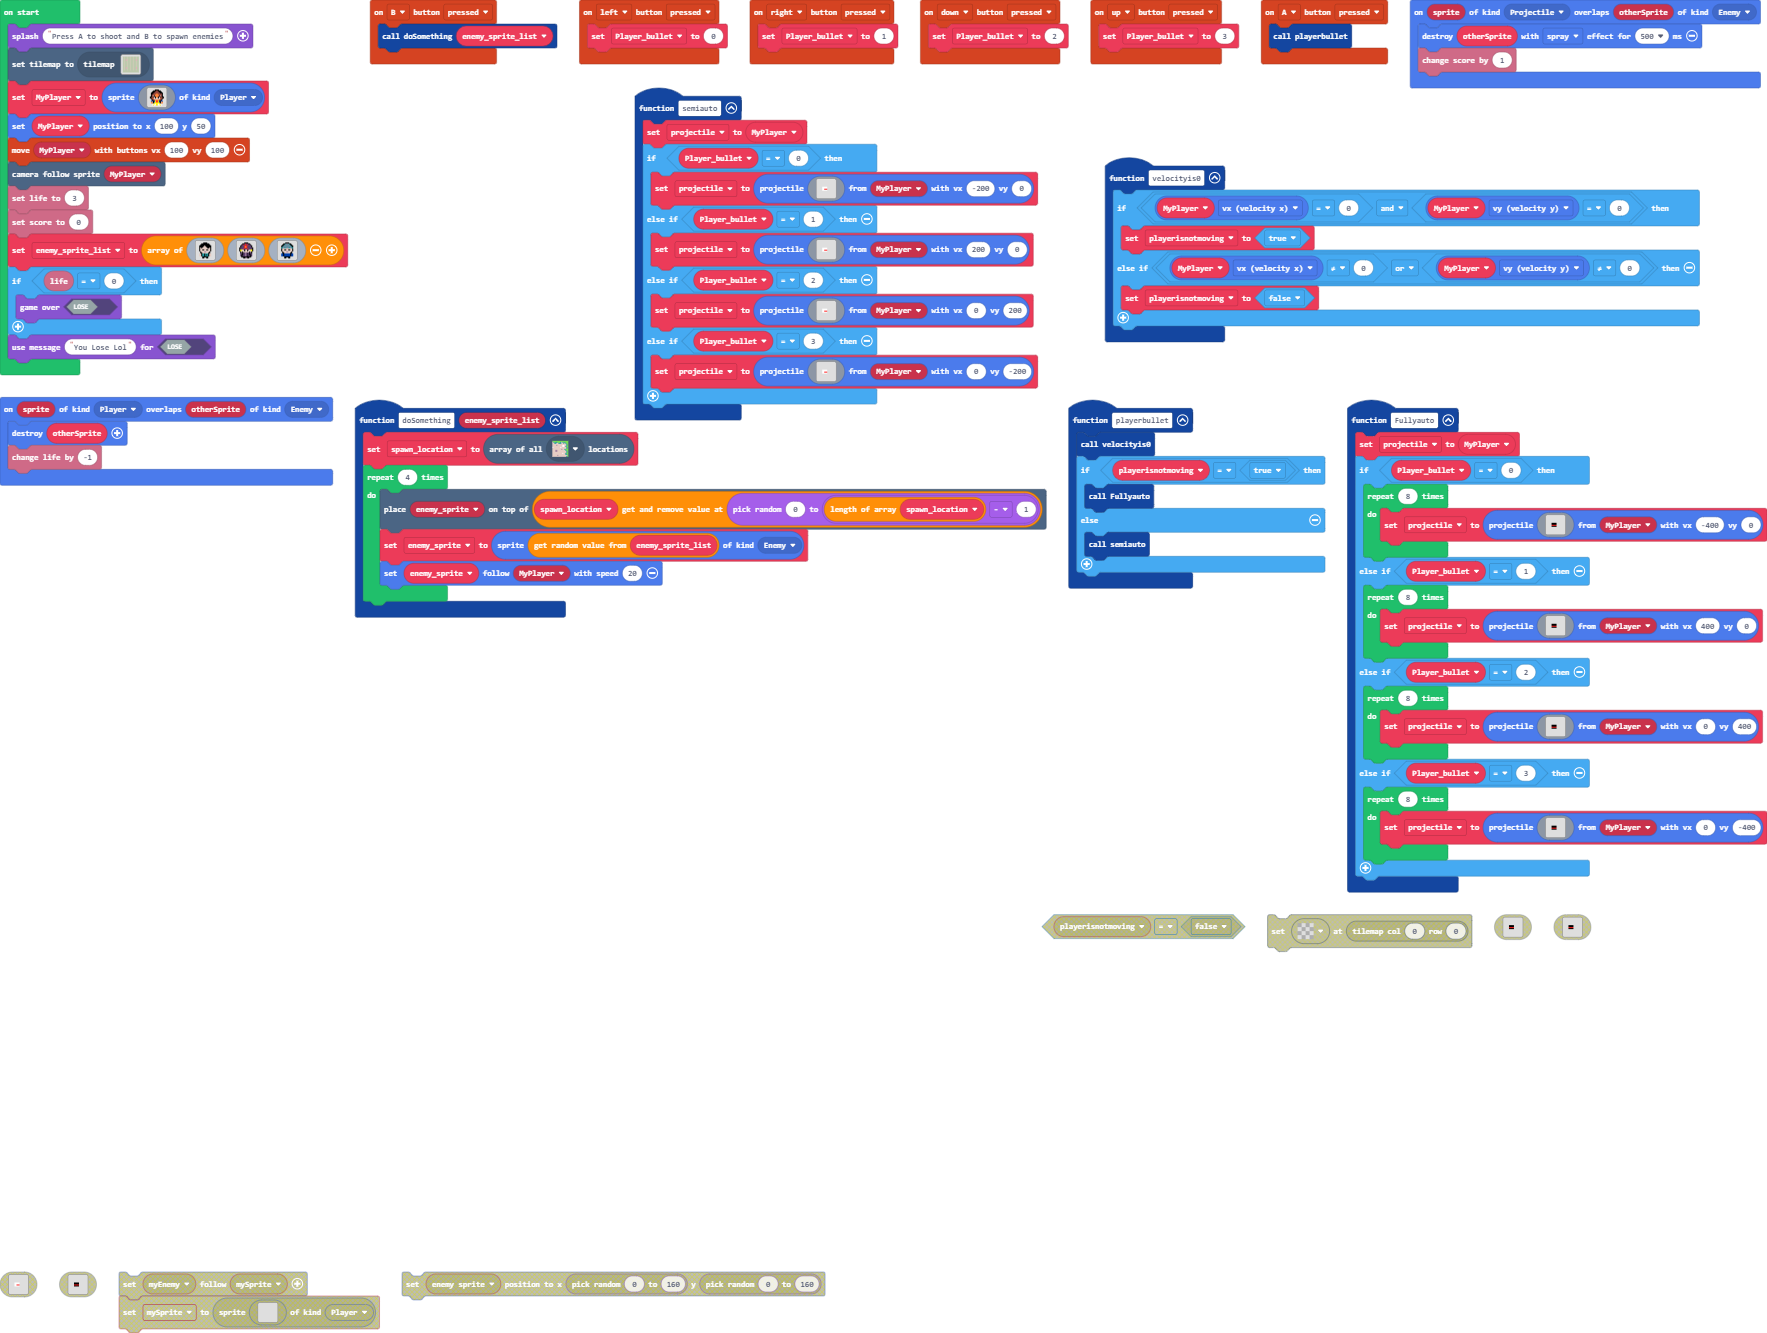 on start
splash "Press A to shoot and B to spawn enemies"
set tilemap to tilemap
set MyPlayer to sprite of kind Player
set MyPlayer position to x 100 y 50
move MyPlayer with buttons vx 100 vy 100
camera follow sprite MyPlayer
set life to 3
set score to 0
set enemy_sprite_list to array of
if life = 0 then
game over LOSE
use message "You Lose Lol" for LOSE
on B button pressed
call doSomething enemy_sprite_list
on left button pressed
set Player_bullet to 0
on right button pressed
set Player_bullet to 1
on down button pressed
set Player_bullet to 2
on up button pressed
set Player_bullet to 3
on A button pressed
call playerbullet
on sprite of kind Projectile overlaps otherSprite of kind Enemy
destroy otherSprite with spray effect for 500 ms
change score by 1
function semiauto
set projectile to MyPlayer
if Player_bullet = 0 then
set projectile to projectile from MyPlayer with vx -200 vy 0
else if Player_bullet = 1 then
set projectile to projectile from MyPlayer with vx 200 vy 0
else if Player_bullet = 2 then
set projectile to projectile from MyPlayer with vx 0 vy 200
else if Player_bullet = 3 then
set projectile to projectile from MyPlayer with vx 0 vy -200
function velocityis0
if MyPlayer vx (velocity x) = 0 and MyPlayer vy (velocity y) = 0 then
set playerisnotmoving to true
else if MyPlayer vx (velocity x) ≠ 0 or MyPlayer vy (velocity y) ≠ 0 then
set playerisnotmoving to false
on sprite of kind Player overlaps otherSprite of kind Enemy
destroy otherSprite
change life by -1
function doSomething enemy_sprite_list
set spawn_location to array of all locations
repeat 4 times
do
place enemy_sprite on top of spawn_location get and remove value at pick random 0 to length of array spawn_location - 1
set enemy_sprite to sprite get random value from enemy_sprite_list of kind Enemy
set enemy_sprite follow MyPlayer with speed 20
function playerbullet
call velocityis0
if playerisnotmoving = true then
call Fullyauto
else
call semiauto
function Fullyauto
set projectile to MyPlayer
if Player_bullet = 0 then
repeat 8 times
do
set projectile to projectile from MyPlayer with vx -400 vy 0
else if Player_bullet = 1 then
repeat 8 times
do
set projectile to projectile from MyPlayer with vx 400 vy 0
else if Player_bullet = 2 then
repeat 8 times
do
set projectile to projectile from MyPlayer with vx 0 vy 400
else if Player_bullet = 3 then
repeat 8 times
do
set projectile to projectile from MyPlayer with vx 0 vy -400
playerisnotmoving = false
set at tilemap col 0 row 0
set myEnemy follow mySprite
set mySprite to sprite of kind Player
set enemy sprite position to x pick random 0 to 160 y pick random 0 to 160